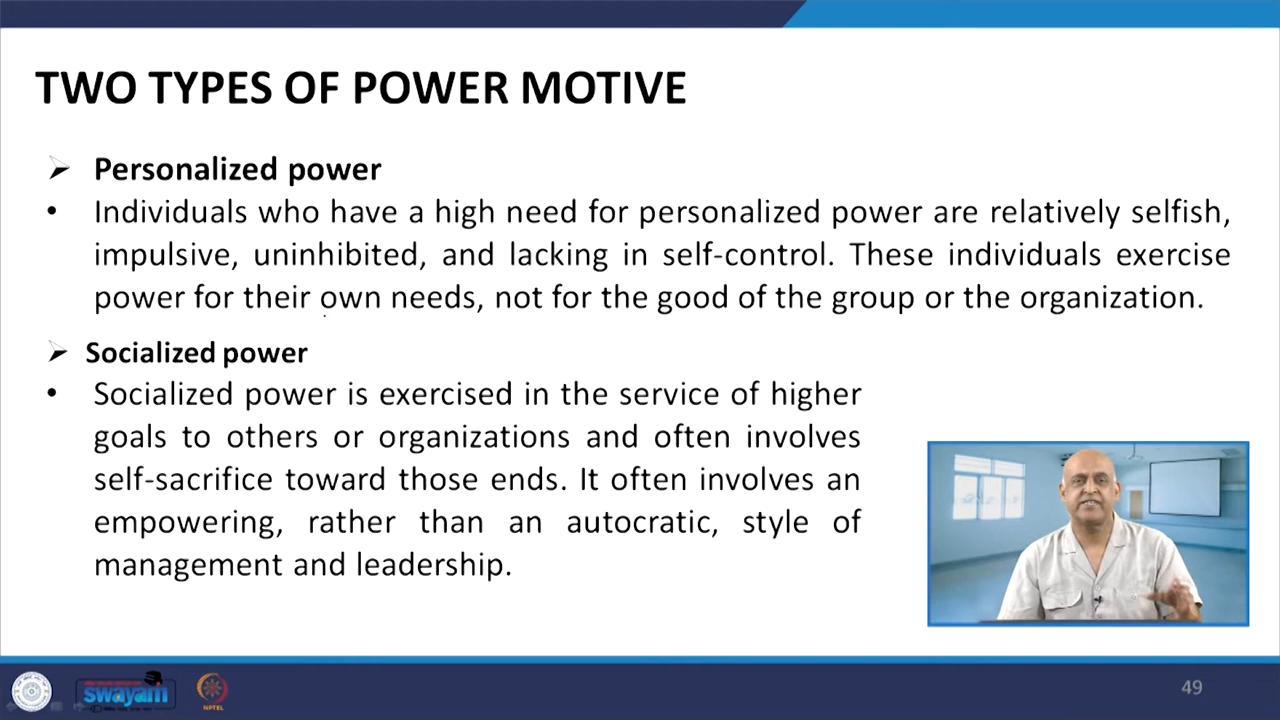 TWO TYPES OF POWER MOTIVE
➢ Personalized power
• Individuals who have a high need for personalized power are relatively selfish,
impulsive, uninhibited, and lacking in self-control. These individuals exercise
power for their own needs, not for the good of the group or the organization.
➢ Socialized power
• Socialized power is exercised in the service of higher
goals to others or organizations and often involves
self-sacrifice toward those ends. It often involves an
empowering, rather than an autocratic, style of
management and leadership.
swayam
NPTEL
49